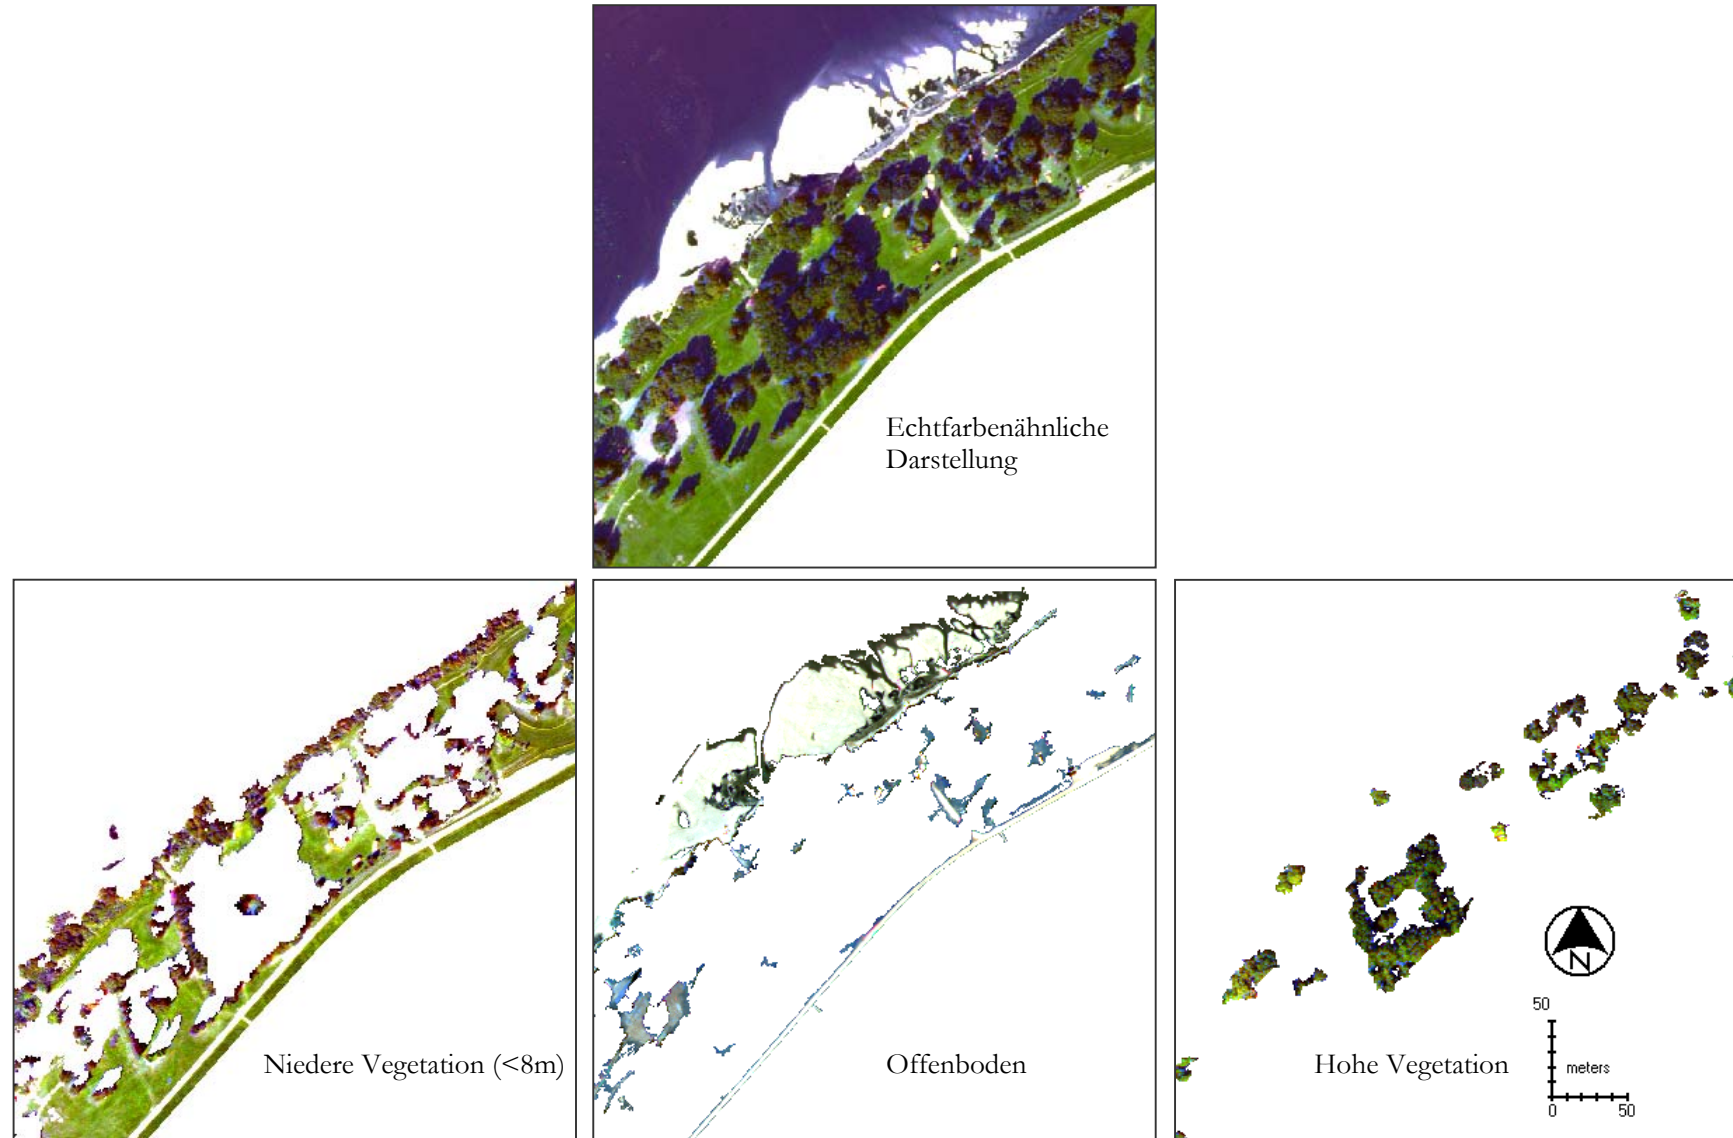 Echtfarbenähnliche
Darstellung
Niedere Vegetation (<8m)
Offenboden
Hohe Vegetation
N
50
meters
0 50